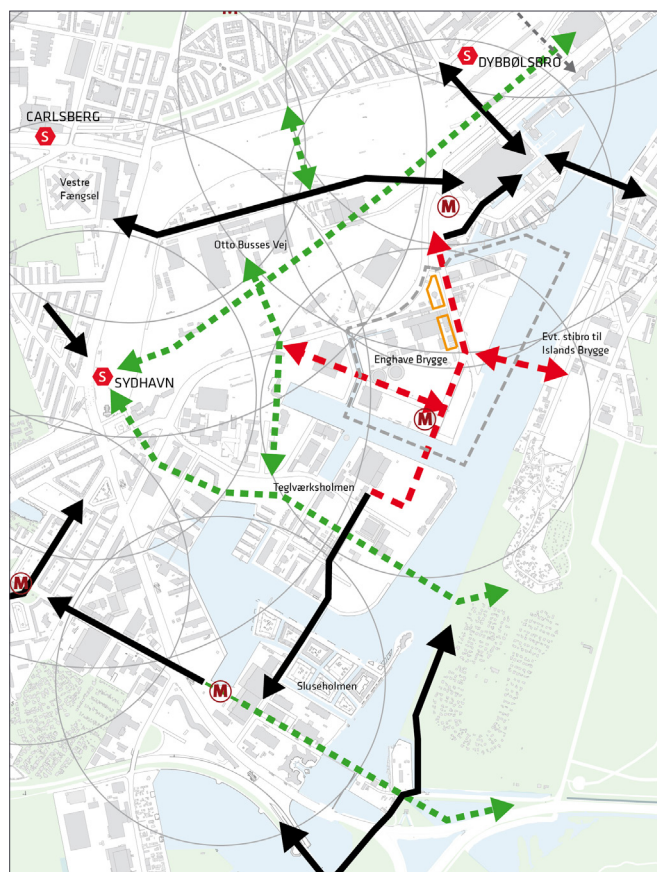 M
S DYBBØLSBRO
CARLSBERG
S
Vestre
Fængsel
M
Otto Busses Vej
Evt. stibro til
Islands Brygge
Enghave Brygge
S SYDHAVN
M
Teglværksholmen
M
M
Sluseholmen